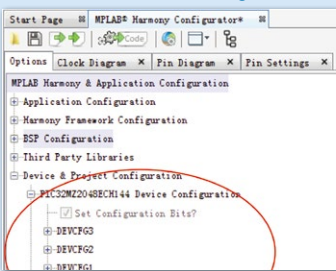 Start Page MPLAB® Harmony Configurator*
Code
Options Clock Diagram Pin Diagram Pin Settings
MPLAB Harmony & Application Configuration
Application Configuration
Harmony Framework Configuration
BSP Configuration
Third Party Libraries
Device & Project Configuration
PIC32MZ2048ECH144 Device Configuration
Set Configuration Bits?
DEVCFG3
DEVCFG2
DEVCFG1